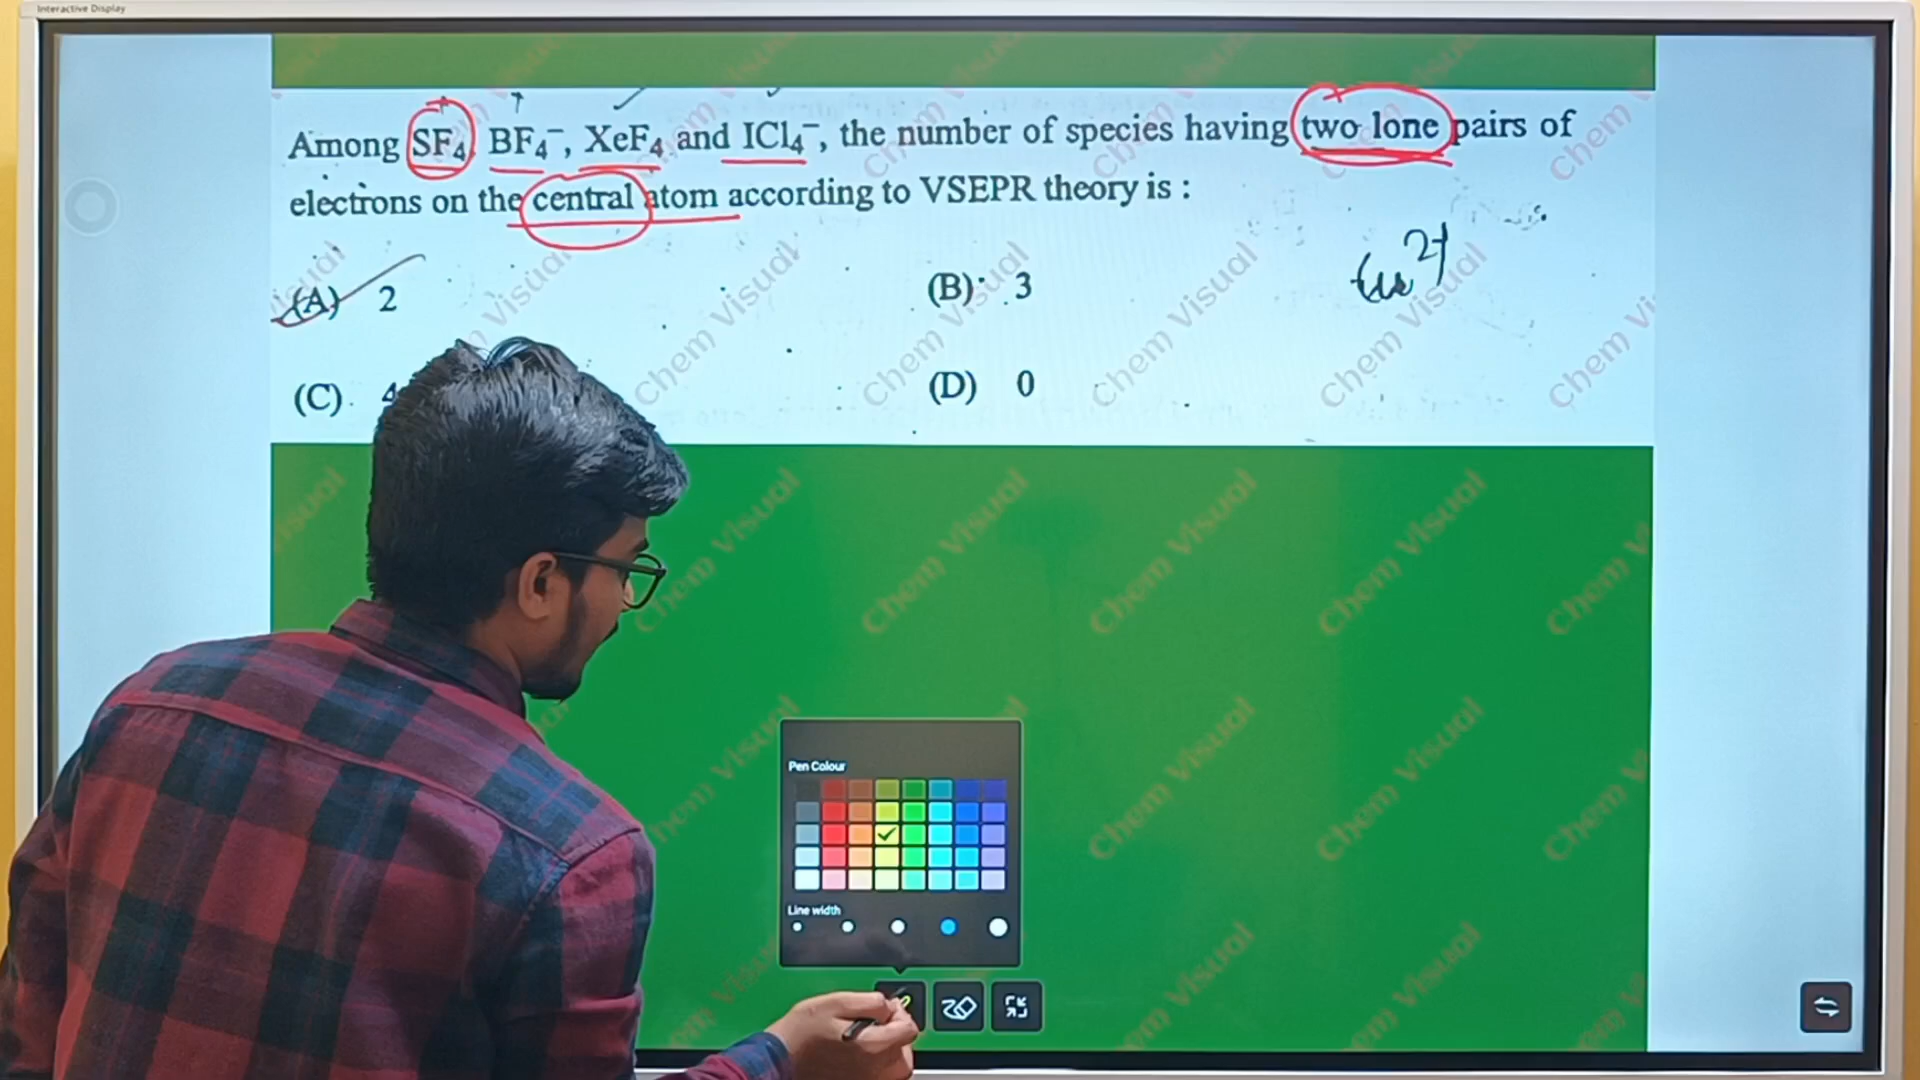 Interactive Display
Among SF₄, BF₄⁻, XeF₄ and ICl₄⁻, the number of species having two lone pairs of
electrons on the central atom according to VSEPR theory is :
(A) 2
(B) 3
(C) 4
(D) 0
Chem Visual
Pen Colour
Line width